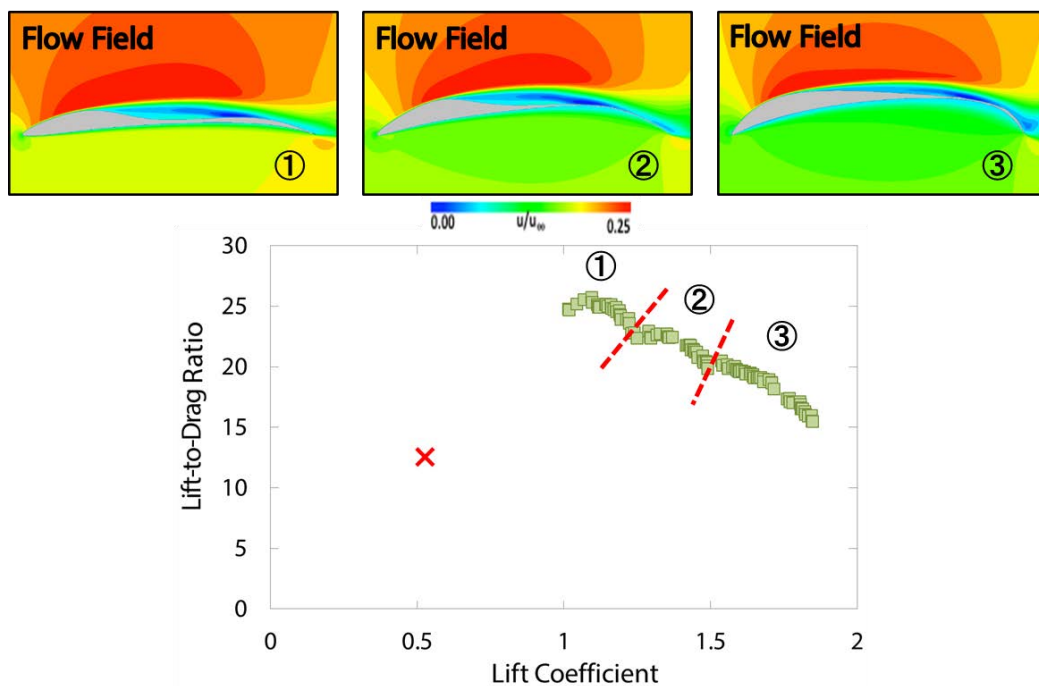 Flow Field
①
Flow Field
②
Flow Field
③
0.00 u/u∞ 0.25
Lift-to-Drag Ratio
30
25
20
15
10
5
0
①
②
③
0 0.5 1 1.5 2
Lift Coefficient